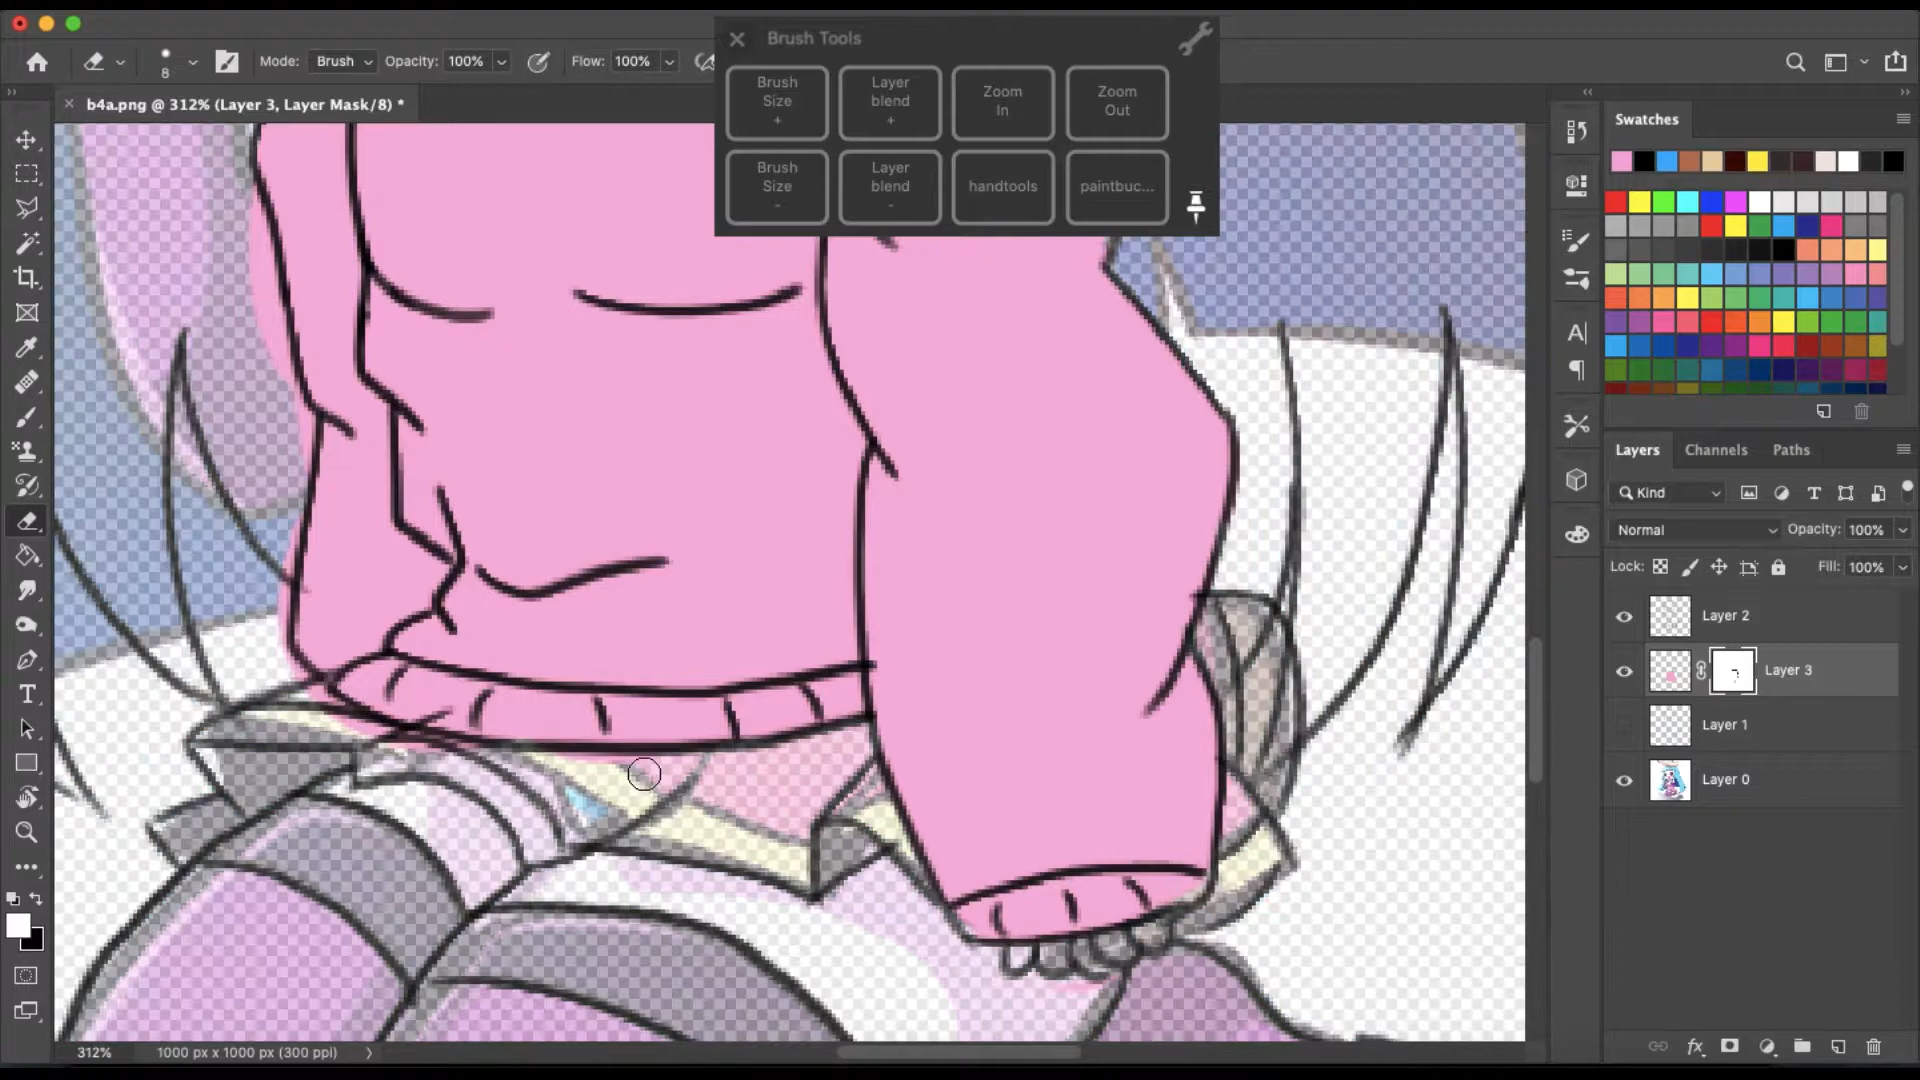 Brush Tools
8
Mode: Brush
Opacity: 100%
Flow: 100%
Brush Size +
Layer blend +
Zoom In
Zoom Out
Brush Size -
Layer blend -
handtools
paintbuc...
× b4a.png @ 312% (Layer 3, Layer Mask/8) *
Swatches
Layers
Channels
Paths
Kind
Normal
Opacity: 100%
Lock:
Fill: 100%
Layer 2
Layer 3
Layer 1
Layer 0
fx
312%
1000 px x 1000 px (300 ppi)